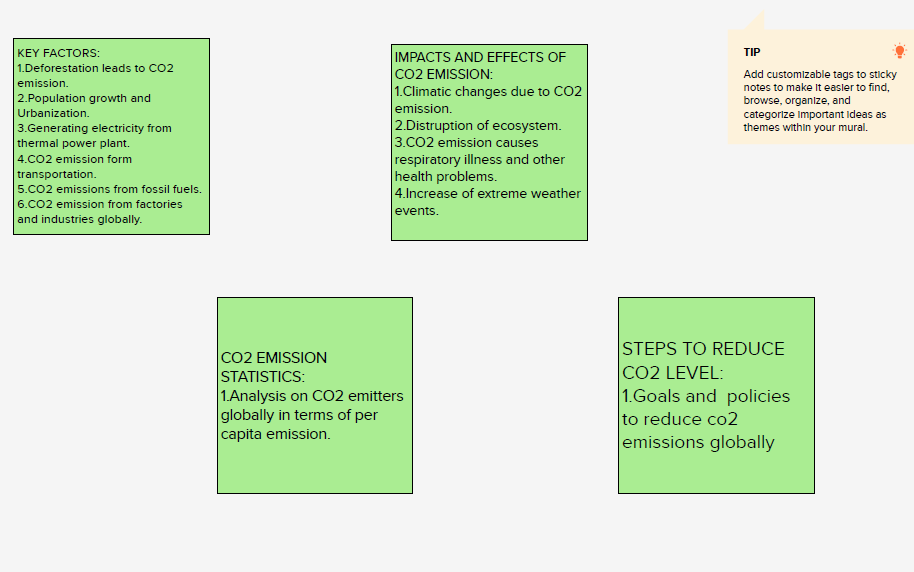 KEY FACTORS:
1.Deforestation leads to CO2
emission.
2.Population growth and
Urbanization.
3.Generating electricity from
thermal power plant.
4.CO2 emission form
transportation.
5.CO2 emissions from fossil fuels.
6.CO2 emission from factories
and industries globally.
IMPACTS AND EFFECTS OF
CO2 EMISSION:
1.Climatic changes due to CO2
emission.
2.Distruption of ecosystem.
3.CO2 emission causes
respiratory illness and other
health problems.
4.Increase of extreme weather
events.
TIP
Add customizable tags to sticky
notes to make it easier to find,
browse, organize, and
categorize important ideas as
themes within your mural.
CO2 EMISSION
STATISTICS:
1.Analysis on CO2 emitters
globally in terms of per
capita emission.
STEPS TO REDUCE
CO2 LEVEL:
1.Goals and  policies
to reduce co2
emissions globally